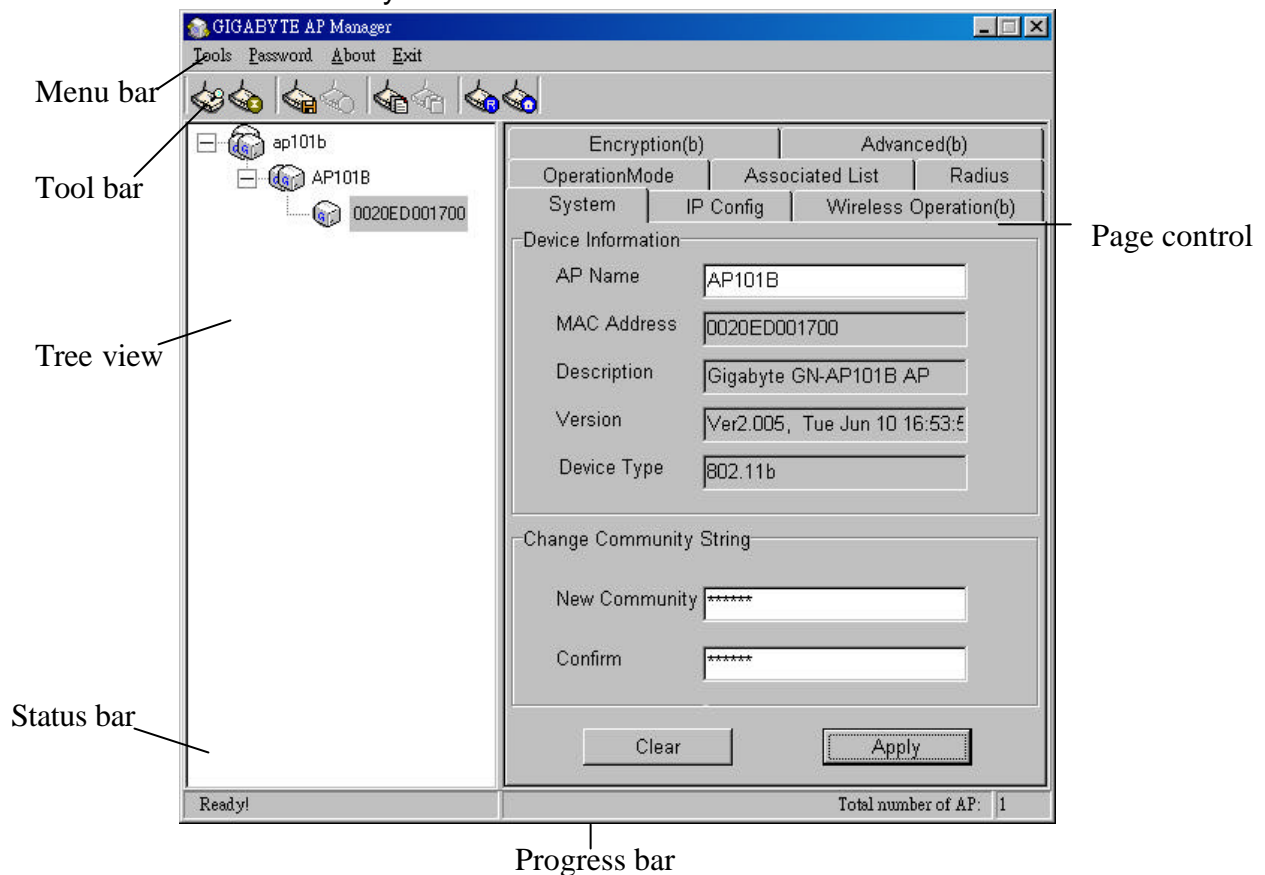 GIGABYTE AP Manager
Tools Password About Exit
Menu bar
Tool bar
Tree view
Status bar
ap101b
AP101B
0020ED001700
Encryption(b) Advanced(b)
OperationMode Associated List Radius
System IP Config Wireless Operation(b)
Page control
Device Information
AP Name AP101B
MAC Address 0020ED001700
Description Gigabyte GN-AP101B AP
Version Ver2.005, Tue Jun 10 16:53:5
Device Type 802.11b
Change Community String
New Community ******
Confirm ******
Clear Apply
Ready! Total number of AP: 1
Progress bar